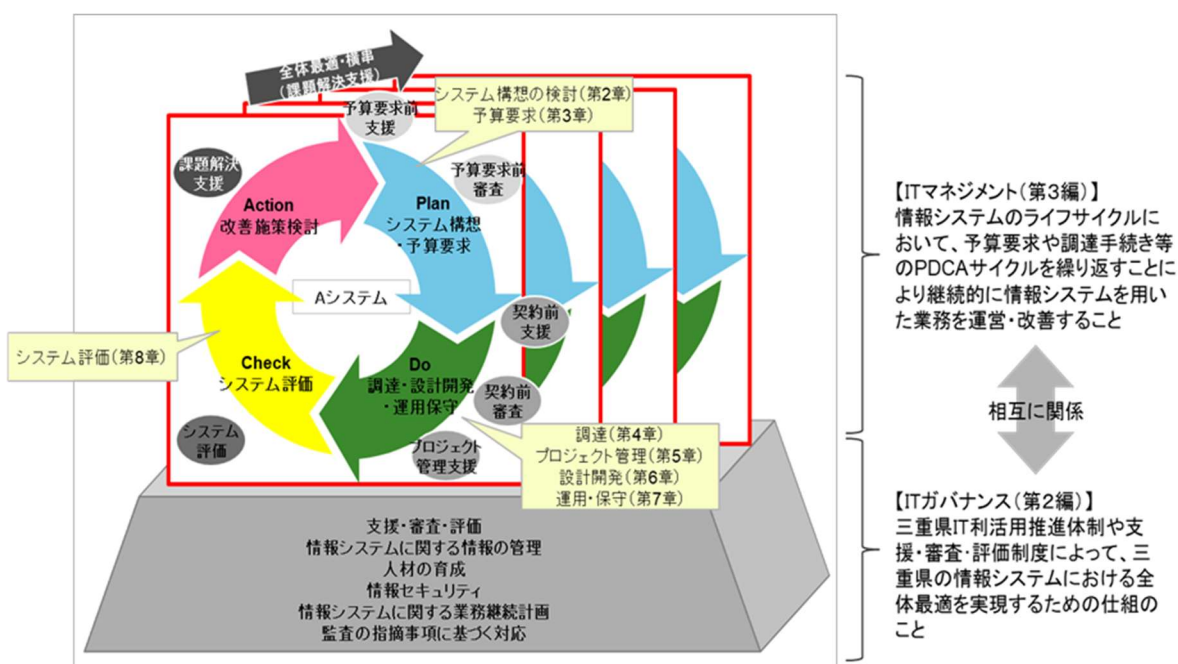 全体最適・横串
(課題解決支援)
予算要求前
支援
システム構想の検討(第2章)
予算要求(第3章)
課題解決
支援
予算要求前
審査
Action
改善施策検討
Plan
システム構想
・予算要求
Aシステム
契約前
支援
システム評価(第8章)
Check
システム評価
Do
調達・設計開発
・運用保守
契約前
審査
システム
評価
プロジェクト
管理支援
調達(第4章)
プロジェクト管理(第5章)
設計開発(第6章)
運用・保守(第7章)
支援・審査・評価
情報システムに関する情報の管理
人材の育成
情報セキュリティ
情報システムに関する業務継続計画
監査の指摘事項に基づく対応
【ITマネジメント(第3編)】
情報システムのライフサイクルに
おいて、予算要求や調達手続き等
のPDCAサイクルを繰り返すことに
より継続的に情報システムを用い
た業務を運営・改善すること
相互に関係
【ITガバナンス(第2編)】
三重県IT利活用推進体制や支
援・審査・評価制度によって、三
重県の情報システムにおける全
体最適を実現するための仕組の
こと